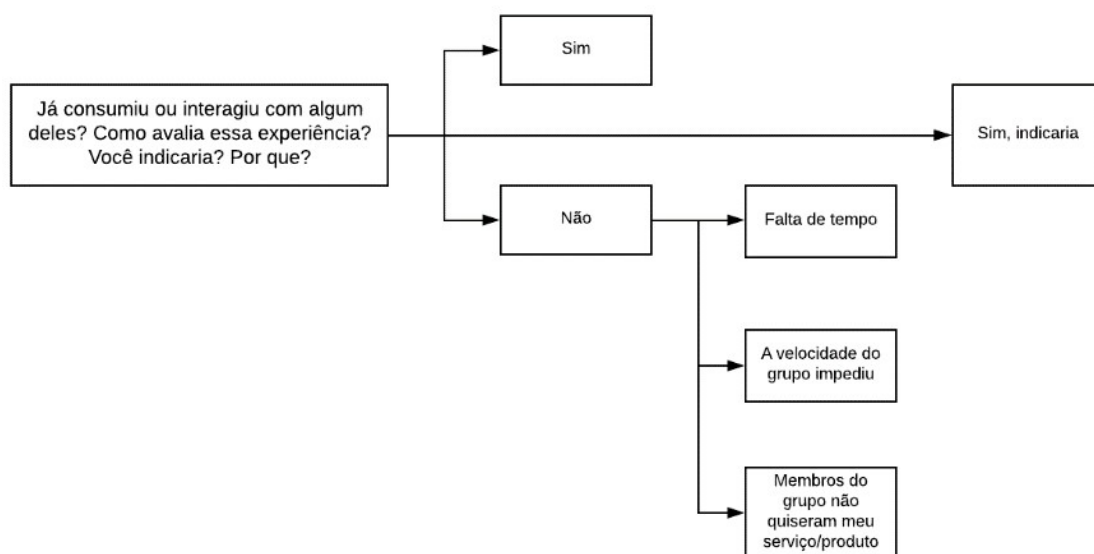 Sim
Já consumiu ou interagiu com algum
deles? Como avalia essa experiência?
Você indicaria? Por que?
Sim, indicaria
Não
Falta de tempo
A velocidade do
grupo impediu
Membros do
grupo não
quiseram meu
serviço/produto